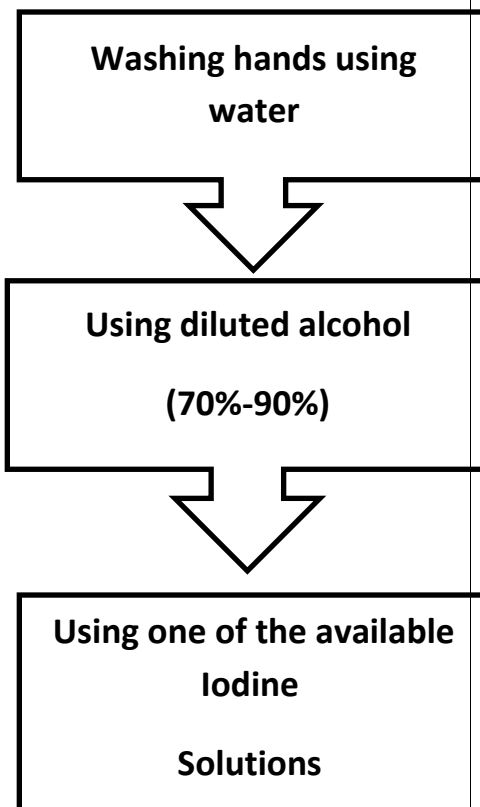 Washing hands using
water
Using diluted alcohol
(70%-90%)
Using one of the available
Iodine
Solutions